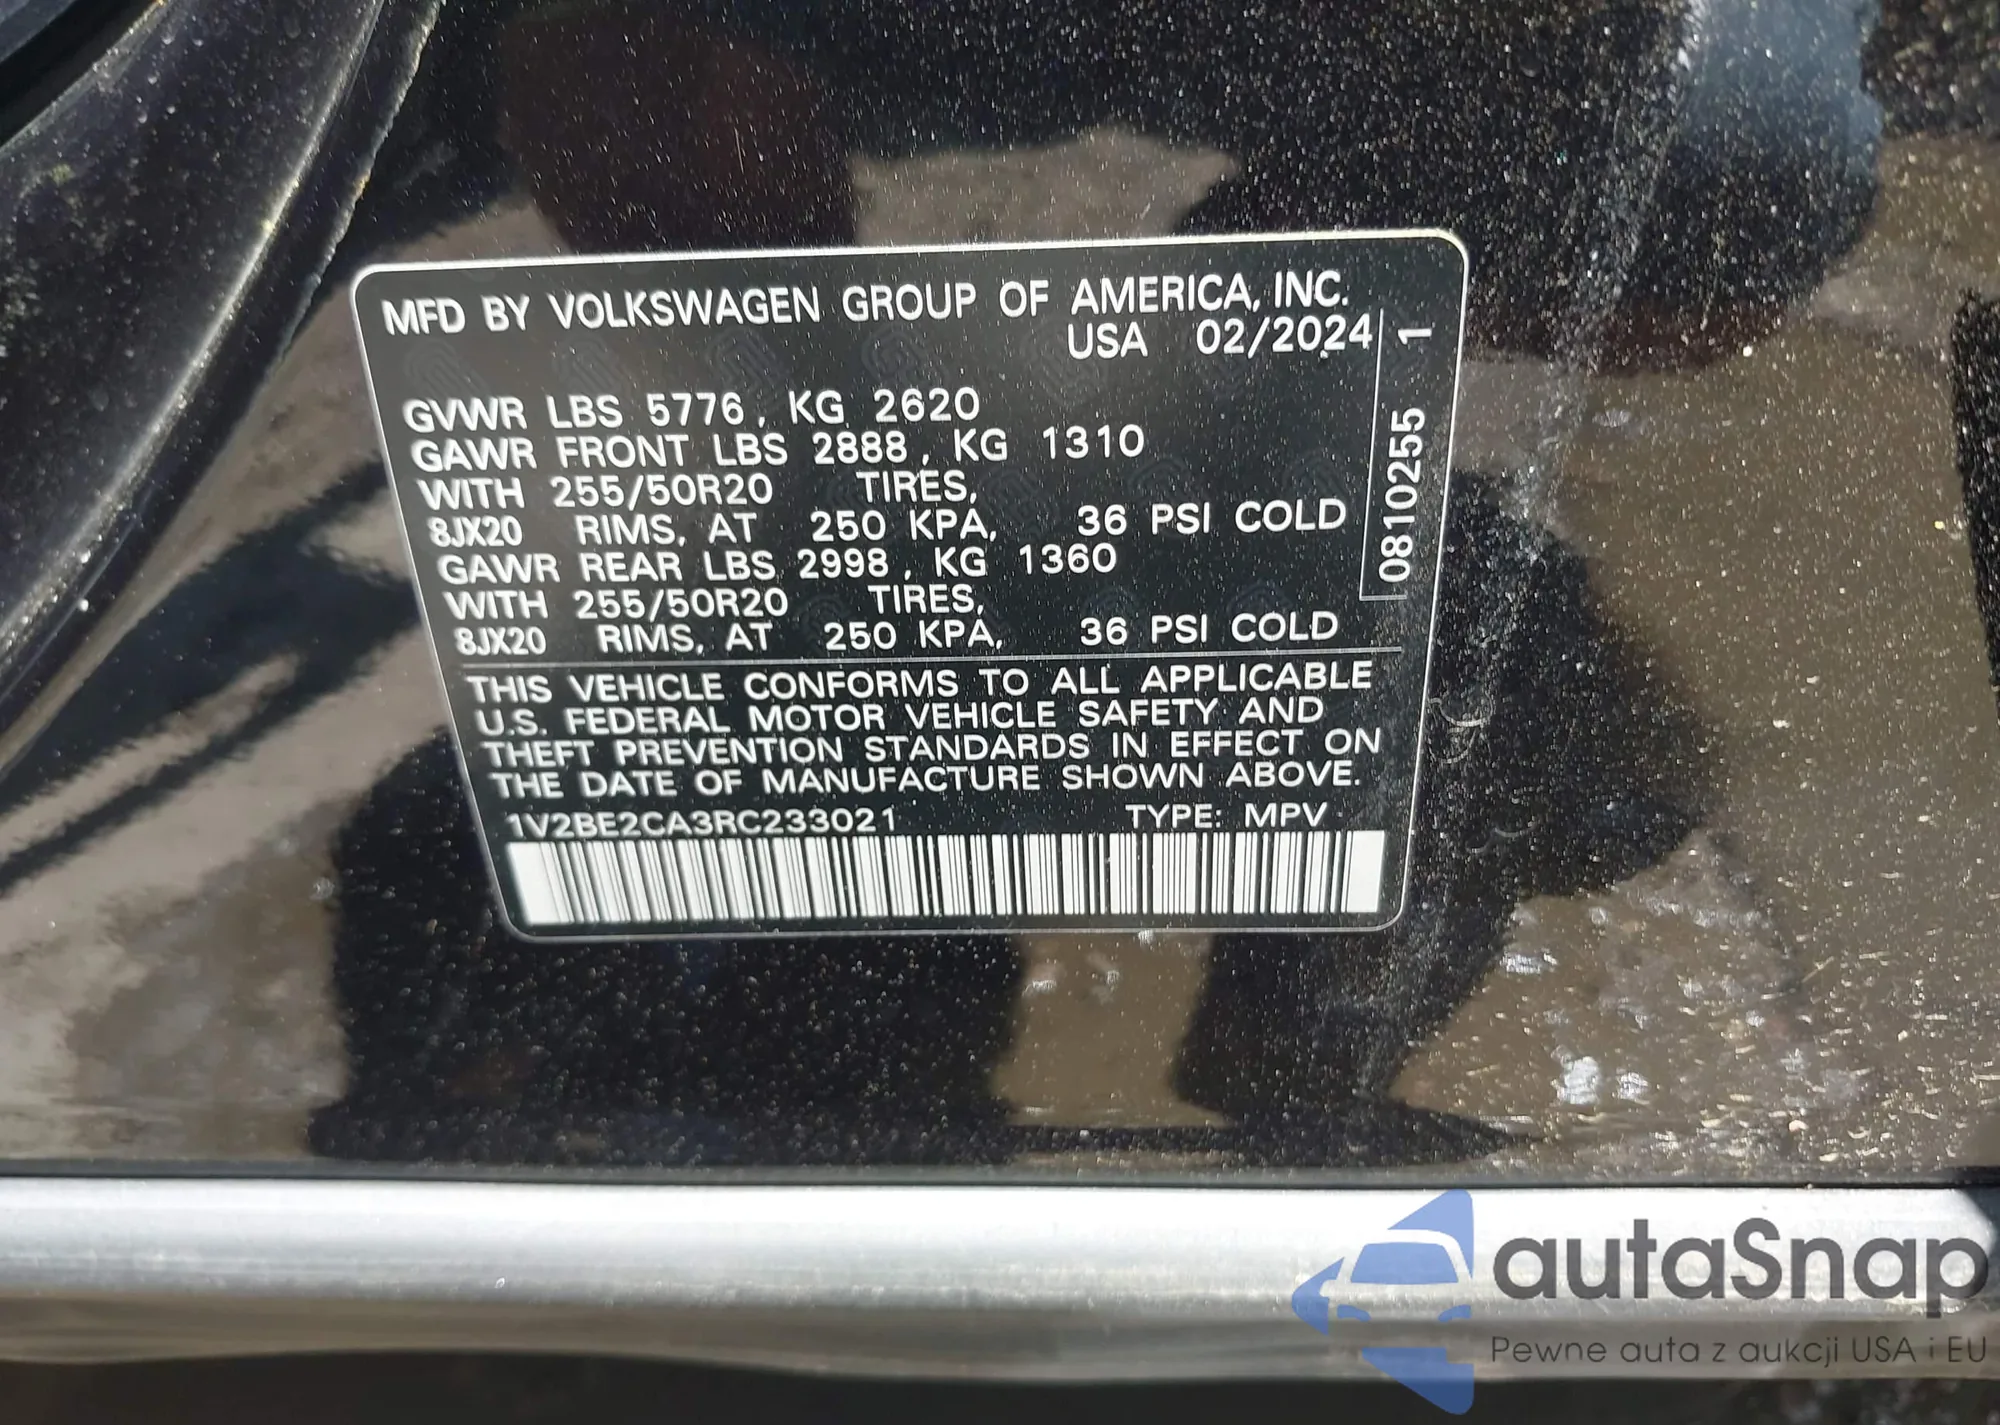 MFD BY VOLKSWAGEN GROUP OF AMERICA, INC.
USA 02/2024
GVWR LBS 5776, KG 2620
GAWR FRONT LBS 2888, KG 1310
WITH 255/50R20 TIRES,
8JX20 RIMS, AT 250 KPA, 36 PSI COLD
GAWR REAR LBS 2998, KG 1360
WITH 255/50R20 TIRES,
8JX20 RIMS, AT 250 KPA, 36 PSI COLD
0810255 1
THIS VEHICLE CONFORMS TO ALL APPLICABLE
U.S. FEDERAL MOTOR VEHICLE SAFETY AND
THEFT PREVENTION STANDARDS IN EFFECT ON
THE DATE OF MANUFACTURE SHOWN ABOVE.
1V2BE2CA3RC233021 TYPE: MPV
autaSnap
Pewne auta z aukcji USA i EU